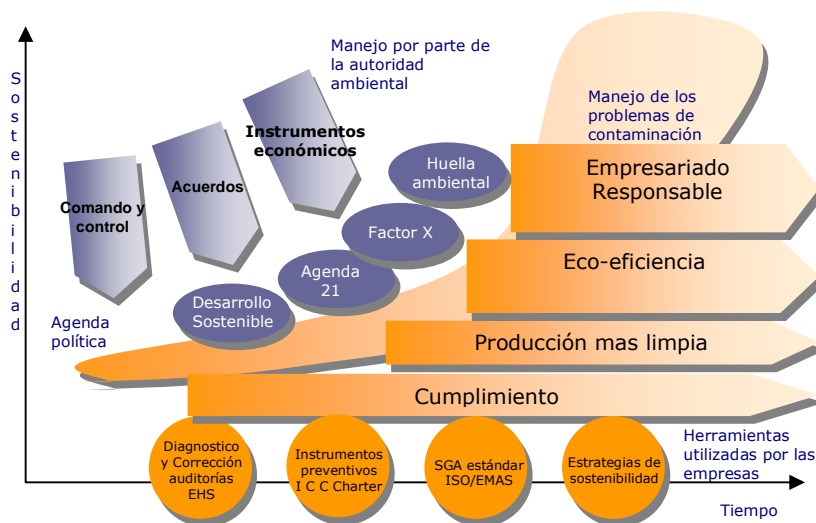 Sostenibilidad
Manejo por parte de
la autoridad
ambiental
Manejo de los
problemas de
contaminación
Comando y
control
Acuerdos
Instrumentos
económicos
Huella
ambiental
Factor X
Agenda
21
Desarrollo
Sostenible
Agenda
política
Empresariado
Responsable
Eco-eficiencia
Producción mas limpia
Cumplimiento
Diagnostico
y Corrección
auditorías
EHS
Instrumentos
preventivos
I C C Charter
SGA estándar
ISO/EMAS
Estrategias de
sostenibilidad
Herramientas
utilizadas por las
empresas
Tiempo